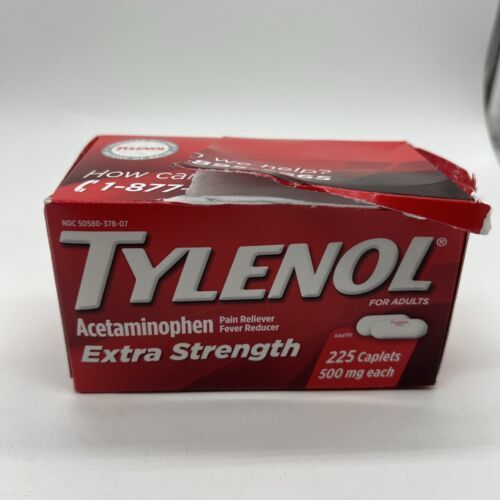 TYLENOL
we help?
How ca
1-877-
NDC 50580-378-07
TYLENOL®
FOR ADULTS
Acetaminophen
Pain Reliever
Fever Reducer
Extra Strength
225 Caplets
500 mg each